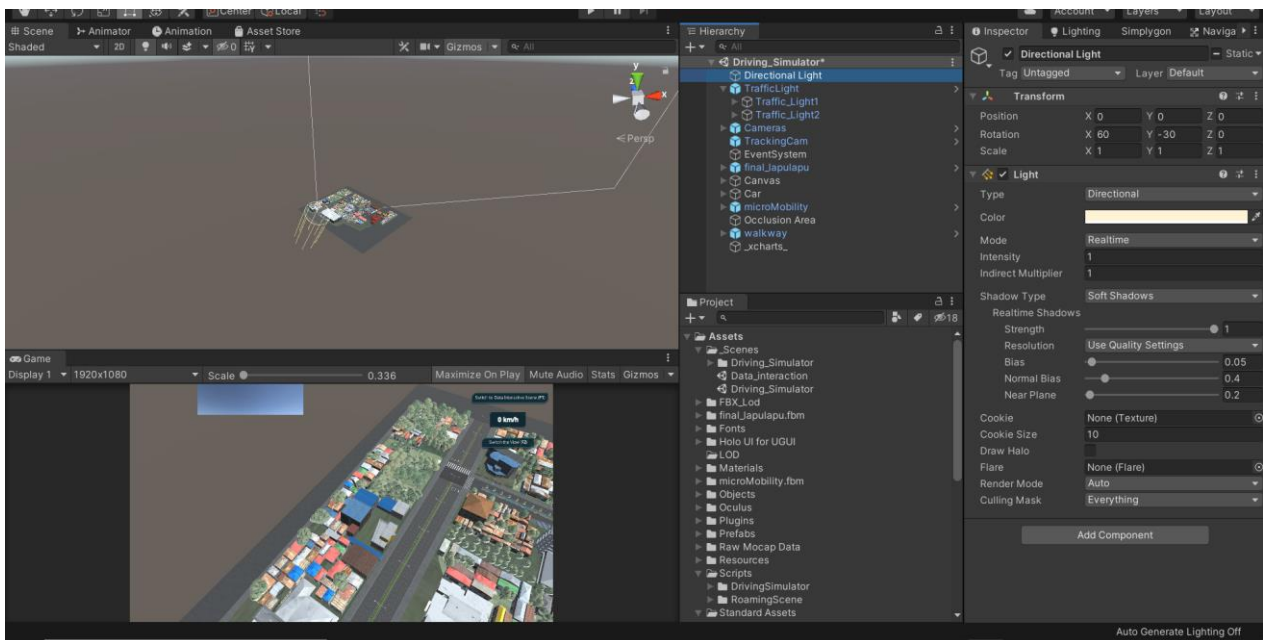 Center Local
Account Layers Layout
Scene Animator Animation Asset Store
Shaded 2D 0 Gizmos All
y
x
z
Persp
Game
Display 1 1920x1080 Scale 0.336 Maximize On Play Mute Audio Stats Gizmos
Switch to Data Interactive Scene (F1)
0 km/h
Hierarchy
All
Driving_Simulator*
Directional Light
TrafficLight
Traffic_Light1
Traffic_Light2
Cameras
TrackingCam
EventSystem
final_lapulapu
Canvas
Car
microMobility
Occlusion Area
walkway
_xcharts_
Project
18
Assets
_Scenes
Driving_Simulator
Data_interaction
Driving_Simulator
FBX_Lod
final_lapulapu.fbm
Fonts
Holo UI for UGUI
LOD
Materials
microMobility.fbm
Objects
Oculus
Plugins
Prefabs
Raw Mocap Data
Resources
Scripts
DrivingSimulator
RoamingScene
Standard Assets
Inspector Lighting Simplygon Naviga
Directional Light Static
Tag Untagged Layer Default
Transform
Position X 0 Y 0 Z 0
Rotation X 60 Y -30 Z 0
Scale X 1 Y 1 Z 1
Light
Type Directional
Color
Mode Realtime
Intensity 1
Indirect Multiplier 1
Shadow Type Soft Shadows
Realtime Shadows
Strength 1
Resolution Use Quality Settings
Bias 0.05
Normal Bias 0.4
Near Plane 0.2
Cookie None (Texture)
Cookie Size 10
Draw Halo
Flare None (Flare)
Render Mode Auto
Culling Mask Everything
Add Component
Auto Generate Lighting Off